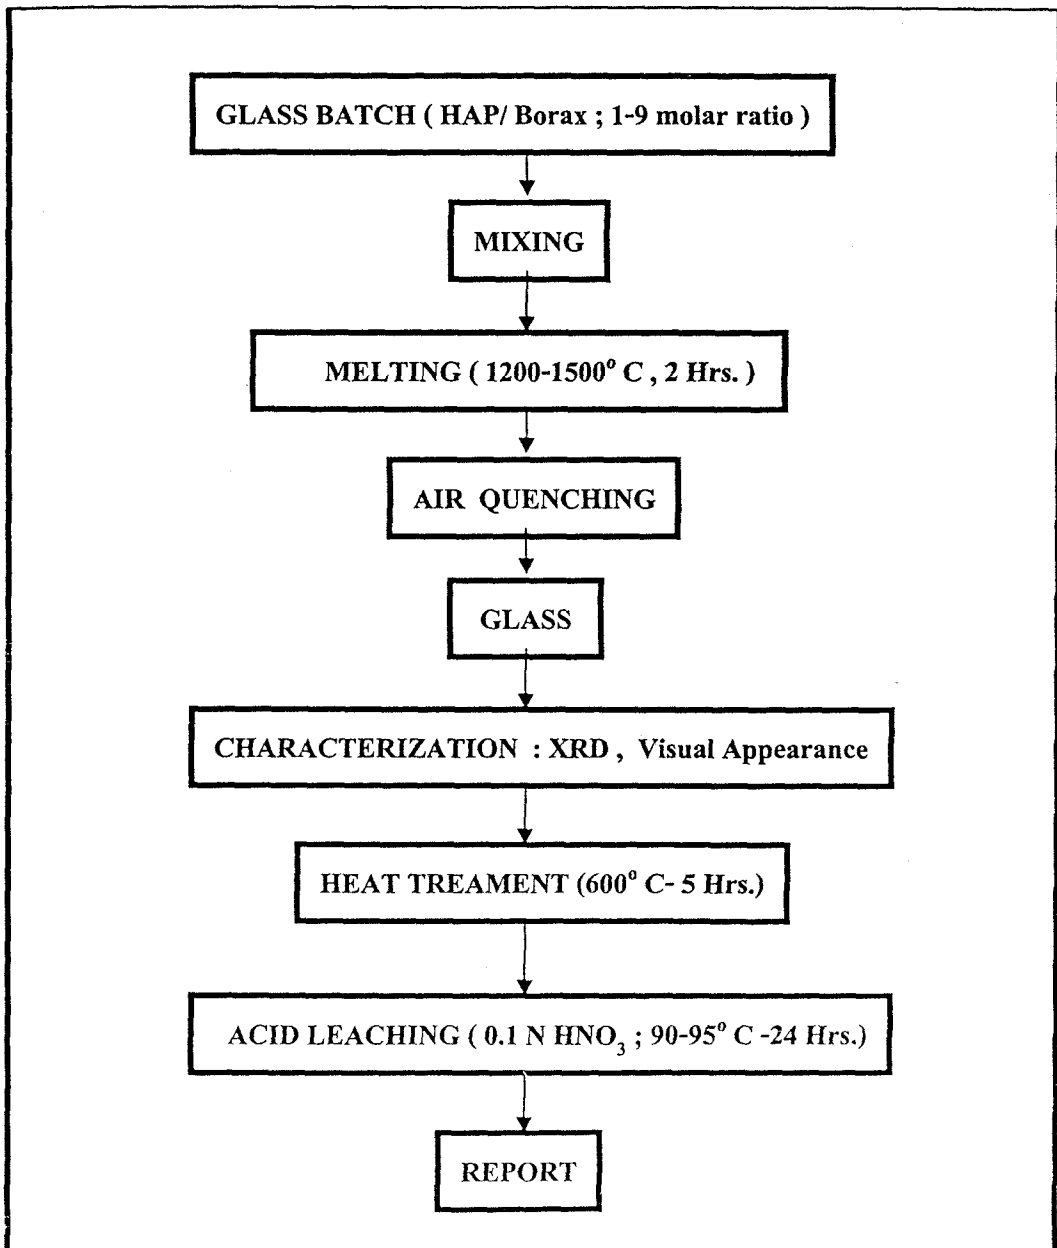 GLASS BATCH ( HAP/ Borax ; 1-9 molar ratio )
MIXING
MELTING ( 1200-1500° C , 2 Hrs. )
AIR QUENCHING
GLASS
CHARACTERIZATION : XRD , Visual Appearance
HEAT TREAMENT (600° C- 5 Hrs.)
ACID LEACHING ( 0.1 N HNO₃ ; 90-95° C -24 Hrs.)
REPORT